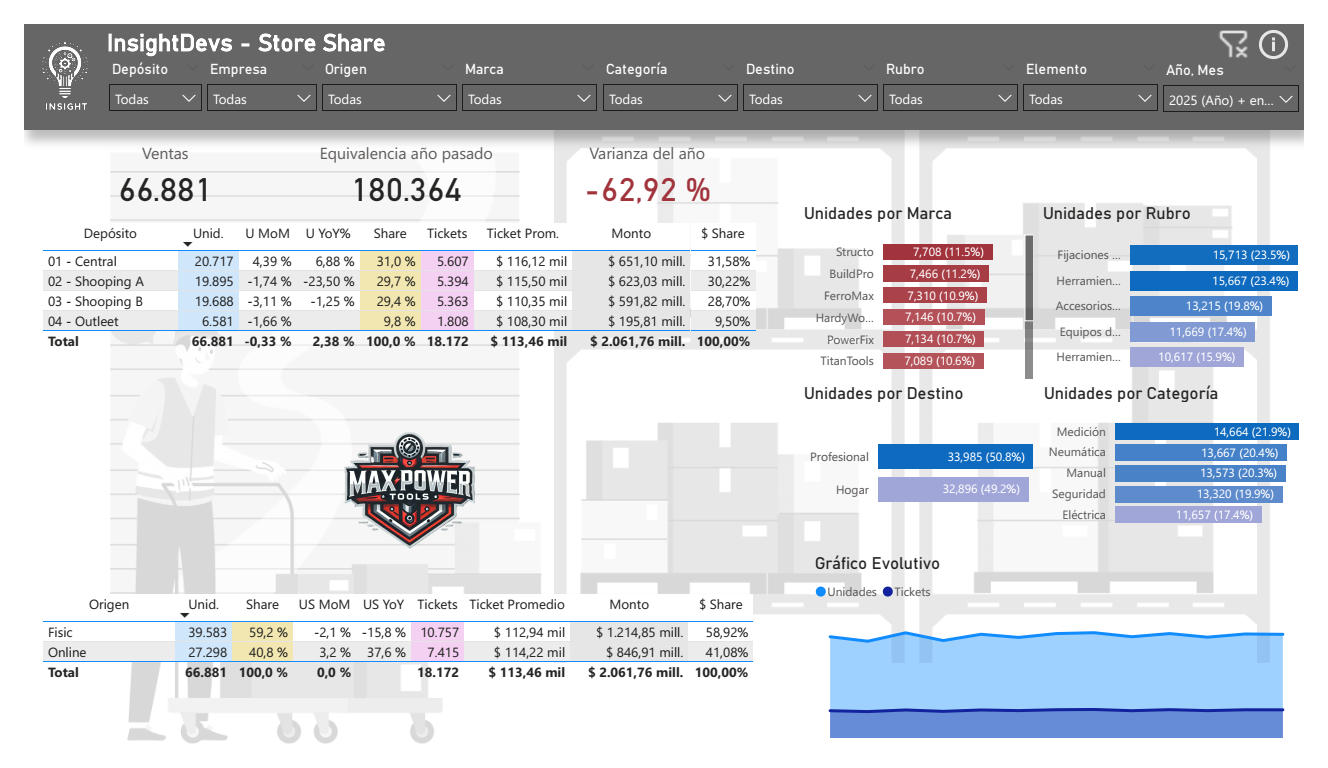 InsightDevs - Store Share
INSIGHT
Depósito Empresa Origen Marca Categoría Destino Rubro Elemento Año, Mes
Todas Todas Todas Todas Todas Todas Todas Todas 2025 (Año) + en...
Ventas Equivalencia año pasado Varianza del año
66.881 180.364 -62,92 %
Depósito Unid. U MoM U YoY% Share Tickets Ticket Prom. Monto $ Share
01 - Central 20.717 4,39 % 6,88 % 31,0 % 5.607 $ 116,12 mil $ 651,10 mill. 31,58%
02 - Shooping A 19.895 -1,74 % -23,50 % 29,7 % 5.394 $ 115,50 mil $ 623,03 mill. 30,22%
03 - Shooping B 19.688 -3,11 % -1,25 % 29,4 % 5.363 $ 110,35 mil $ 591,82 mill. 28,70%
04 - Outleet 6.581 -1,66 % 9,8 % 1.808 $ 108,30 mil $ 195,81 mill. 9,50%
Total 66.881 -0,33 % 2,38 % 100,0 % 18.172 $ 113,46 mil $ 2.061,76 mill. 100,00%
Unidades por Marca
Structo 7,708 (11.5%)
BuildPro 7,466 (11.2%)
FerroMax 7,310 (10.9%)
HardyWo... 7,146 (10.7%)
PowerFix 7,134 (10.7%)
TitanTools 7,089 (10.6%)
Unidades por Rubro
Fijaciones ... 15,713 (23.5%)
Herramien... 15,667 (23.4%)
Accesorios... 13,215 (19.8%)
Equipos d... 11,669 (17.4%)
Herramien... 10,617 (15.9%)
Unidades por Destino
Profesional 33,985 (50.8%)
Hogar 32,896 (49.2%)
Unidades por Categoría
Medición 14,664 (21.9%)
Neumática 13,667 (20.4%)
Manual 13,573 (20.3%)
Seguridad 13,320 (19.9%)
Eléctrica 11,657 (17.4%)
MAX POWER
TOOLS
Gráfico Evolutivo
Unidades Tickets
Origen Unid. Share US MoM US YoY Tickets Ticket Promedio Monto $ Share
Fisic 39.583 59,2 % -2,1 % -15,8 % 10.757 $ 112,94 mil $ 1.214,85 mill. 58,92%
Online 27.298 40,8 % 3,2 % 37,6 % 7.415 $ 114,22 mil $ 846,91 mill. 41,08%
Total 66.881 100,0 % 0,0 % 18.172 $ 113,46 mil $ 2.061,76 mill. 100,00%